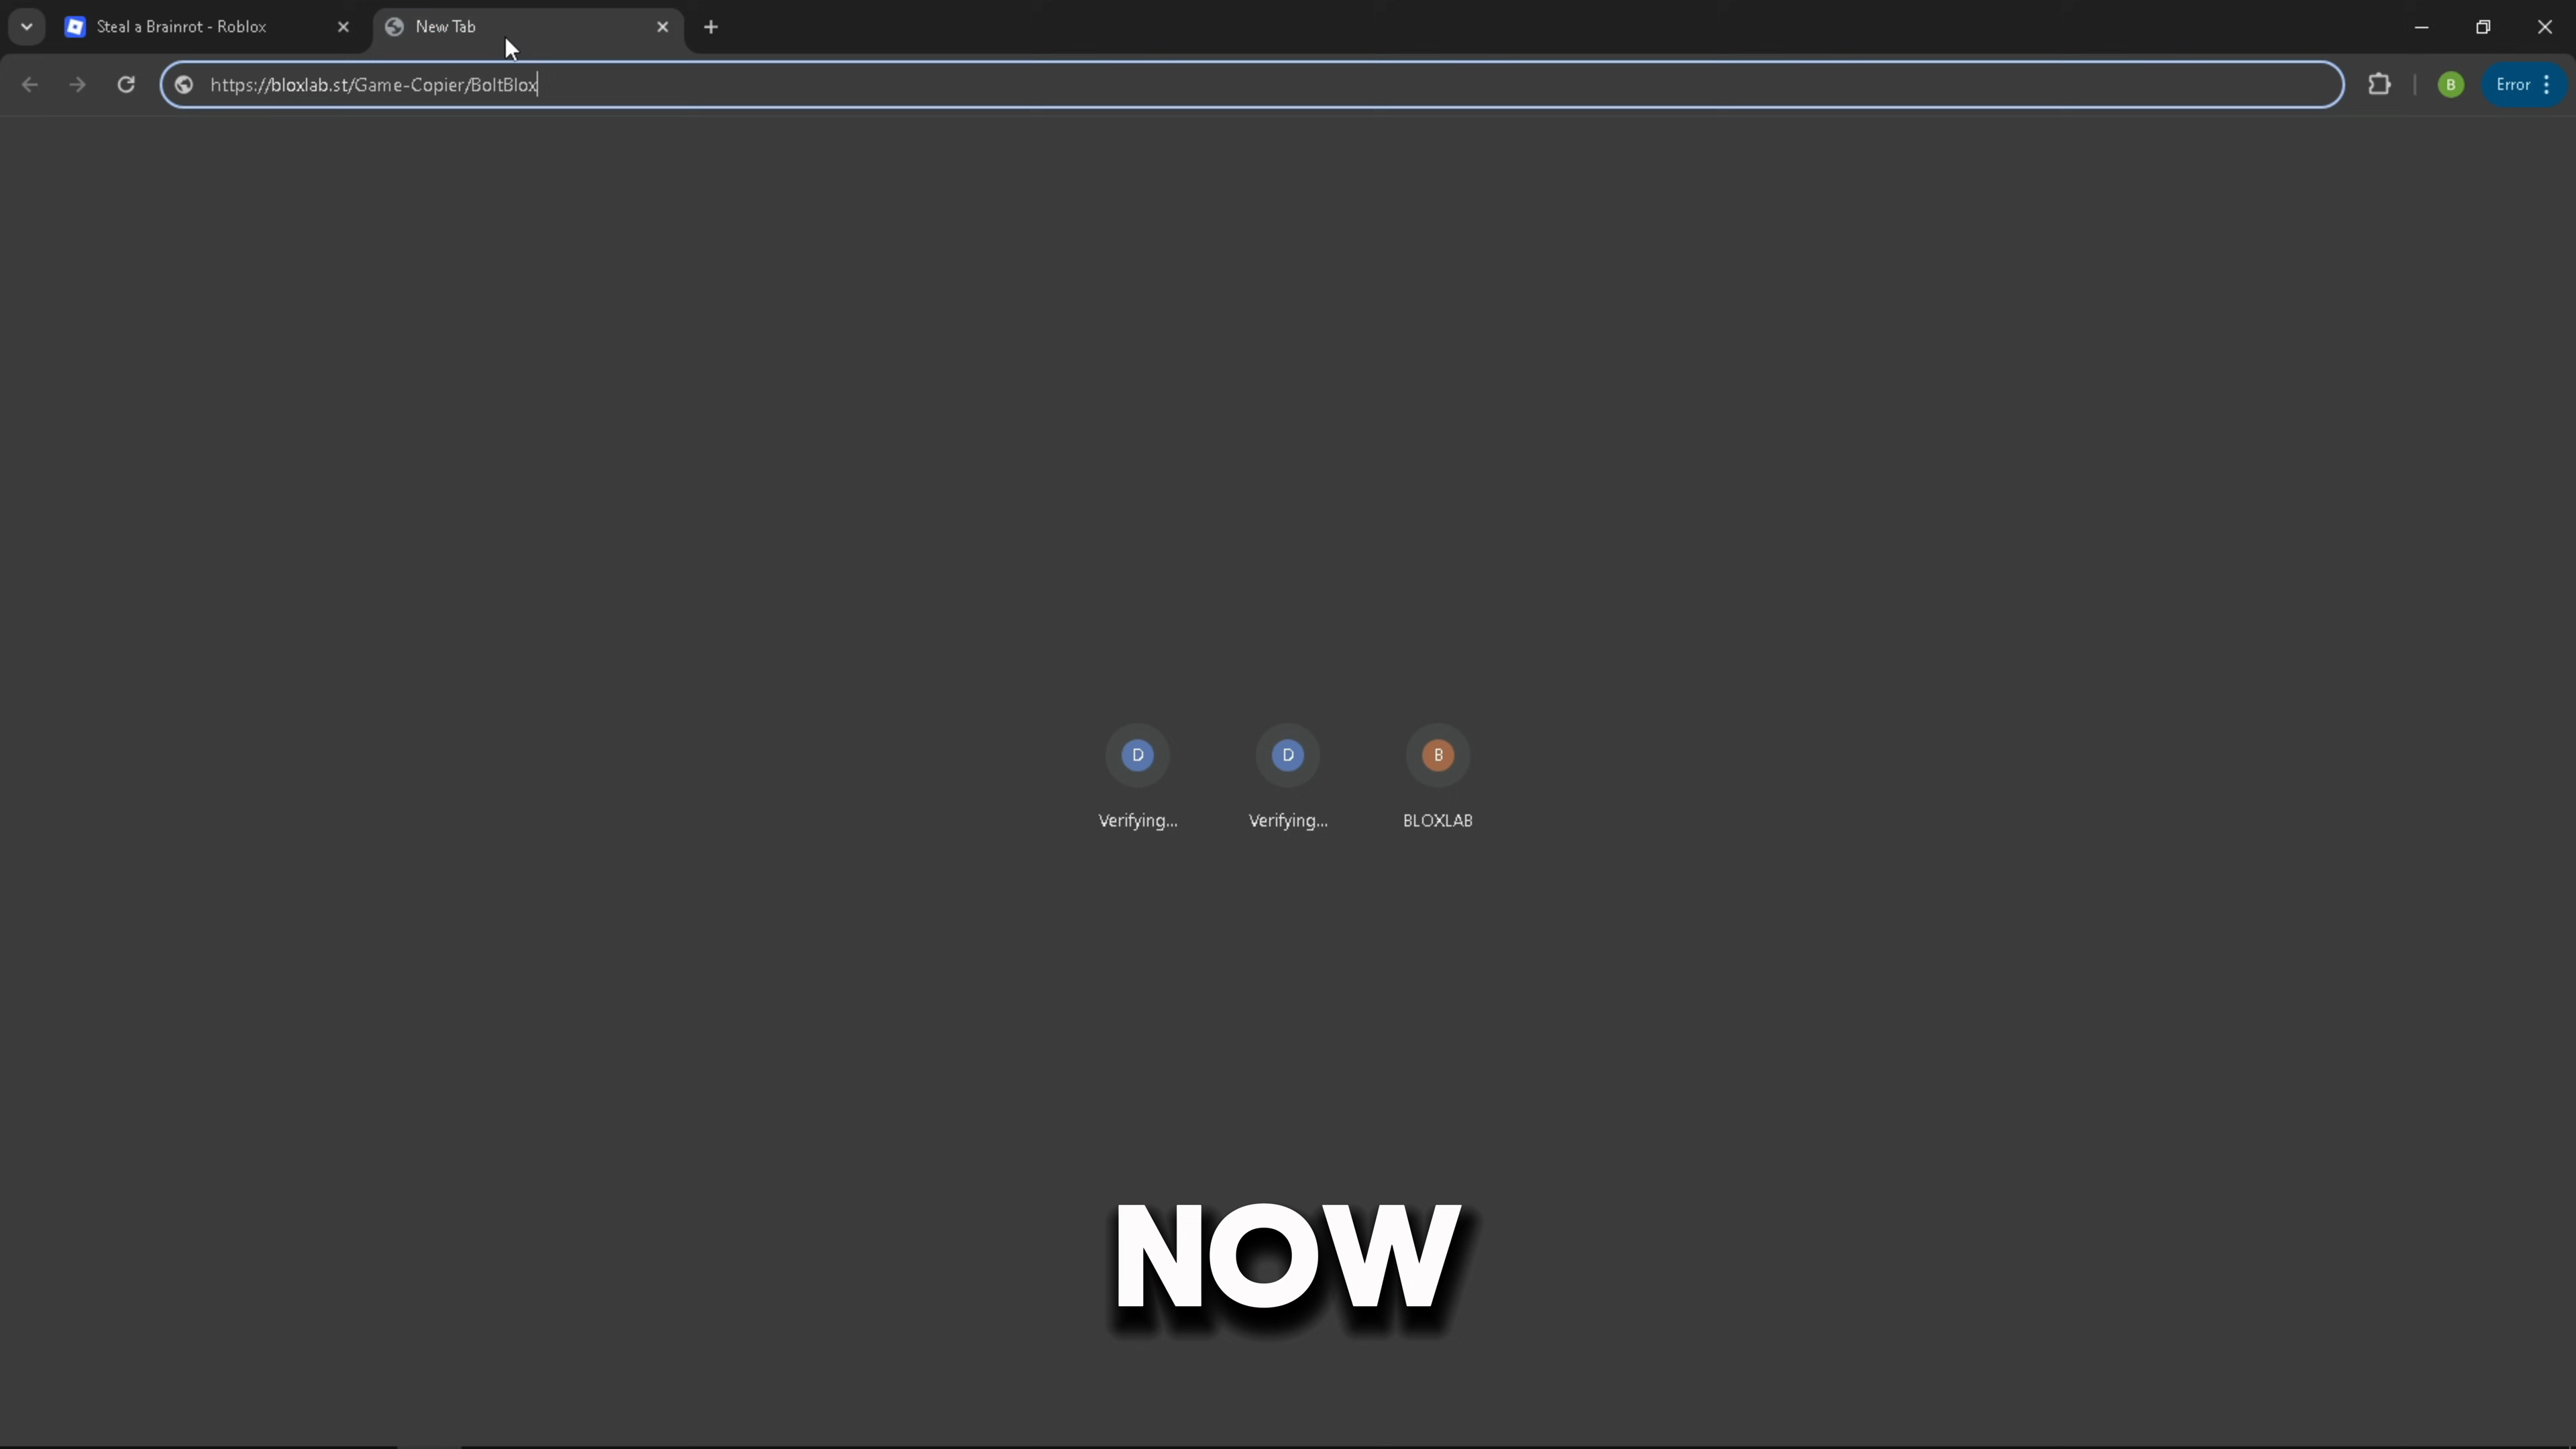 Steal a Brainrot - Roblox
New Tab
https://bloxlab.st/Game-Copier/BoltBlox
B
Error
D
D
B
Verifying...
Verifying...
BLOXLAB
NOW